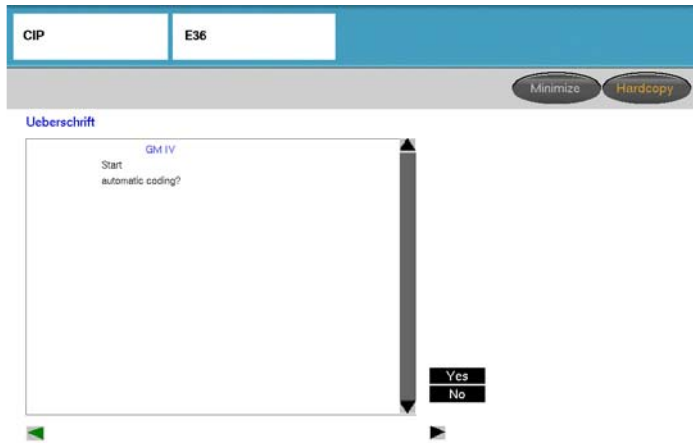 CIP
E36
Minimize
Hardcopy
Ueberschrift
GM IV
Start
automatic coding?
Yes
No